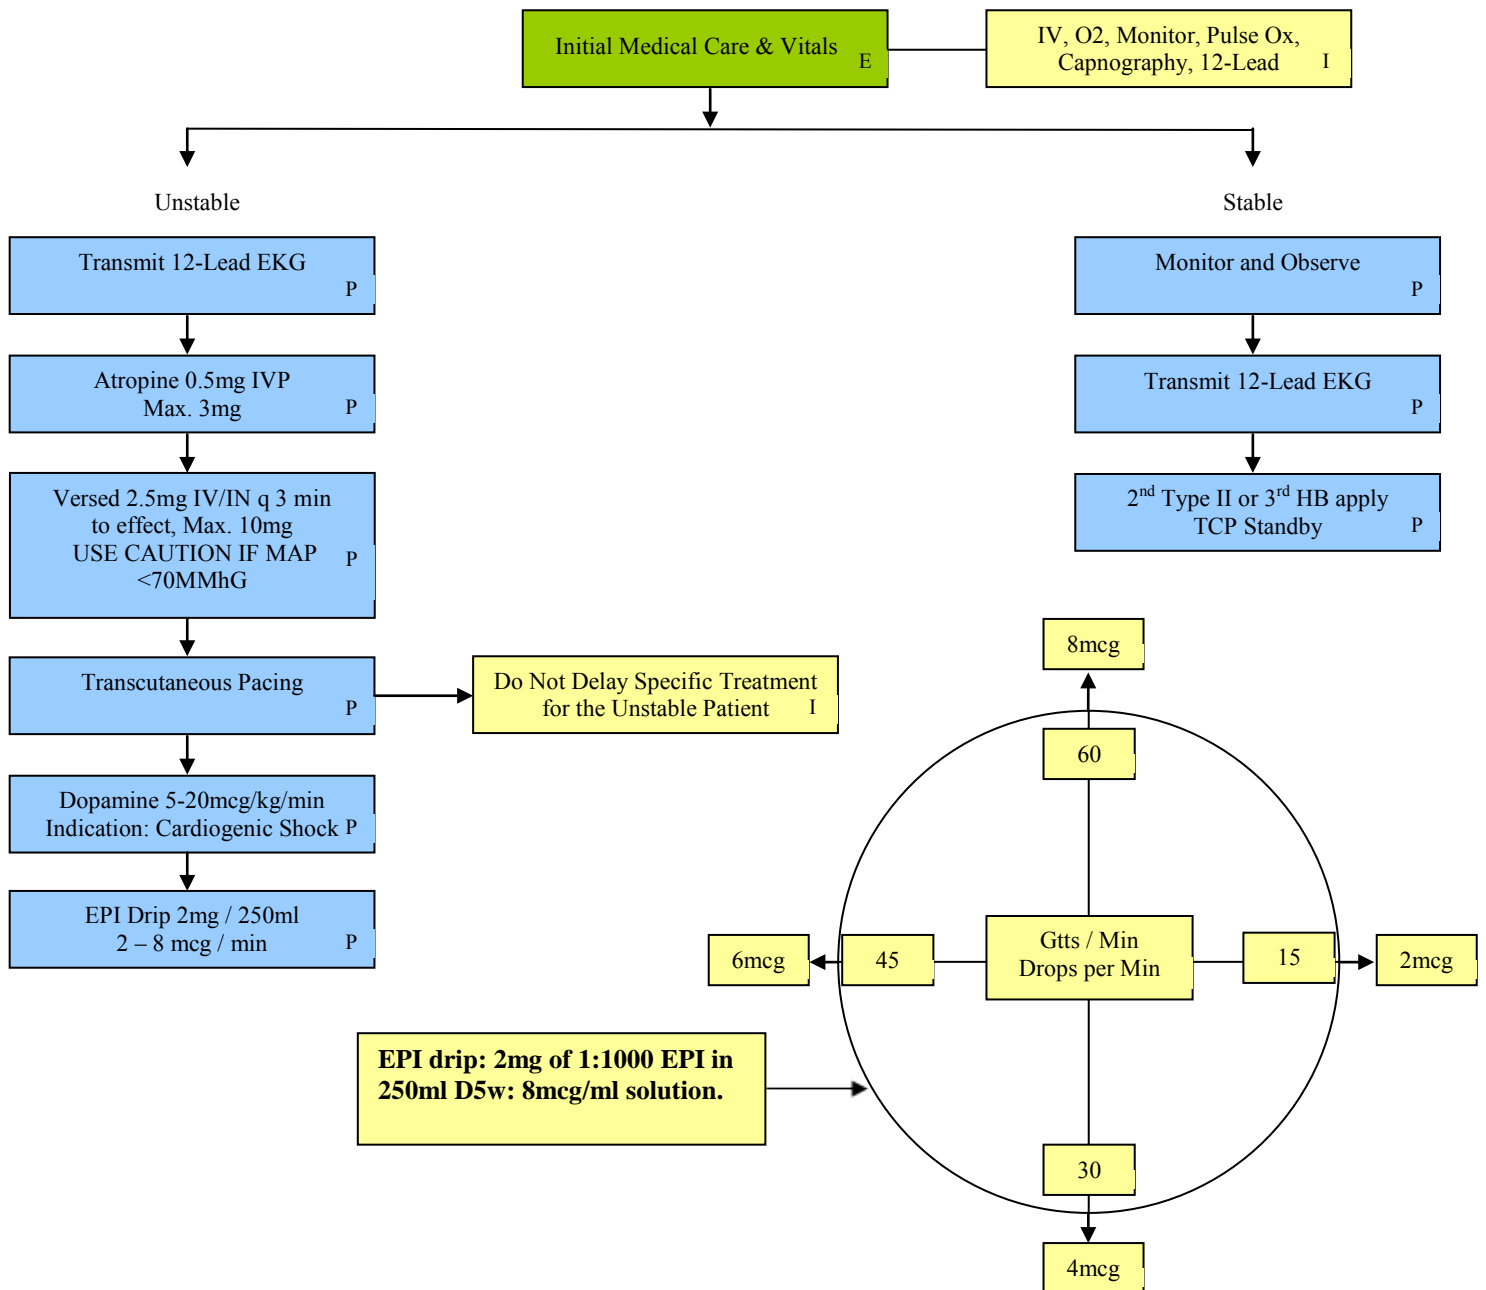 Initial Medical Care & Vitals
E
IV, O2, Monitor, Pulse Ox,
Capnography, 12-Lead I
Unstable
Transmit 12-Lead EKG
P
Atropine 0.5mg IVP
Max. 3mg P
Versed 2.5mg IV/IN q 3 min
to effect, Max. 10mg
USE CAUTION IF MAP P
<70MMhG
Transcutaneous Pacing
P
Do Not Delay Specific Treatment
for the Unstable Patient I
Dopamine 5-20mcg/kg/min
Indication: Cardiogenic Shock P
EPI Drip 2mg / 250ml
2 – 8 mcg / min P
Stable
Monitor and Observe
P
Transmit 12-Lead EKG
P
2nd Type II or 3rd HB apply
TCP Standby P
8mcg
60
6mcg
45
Gtts / Min
Drops per Min
15
2mcg
EPI drip: 2mg of 1:1000 EPI in
250ml D5w: 8mcg/ml solution.
30
4mcg